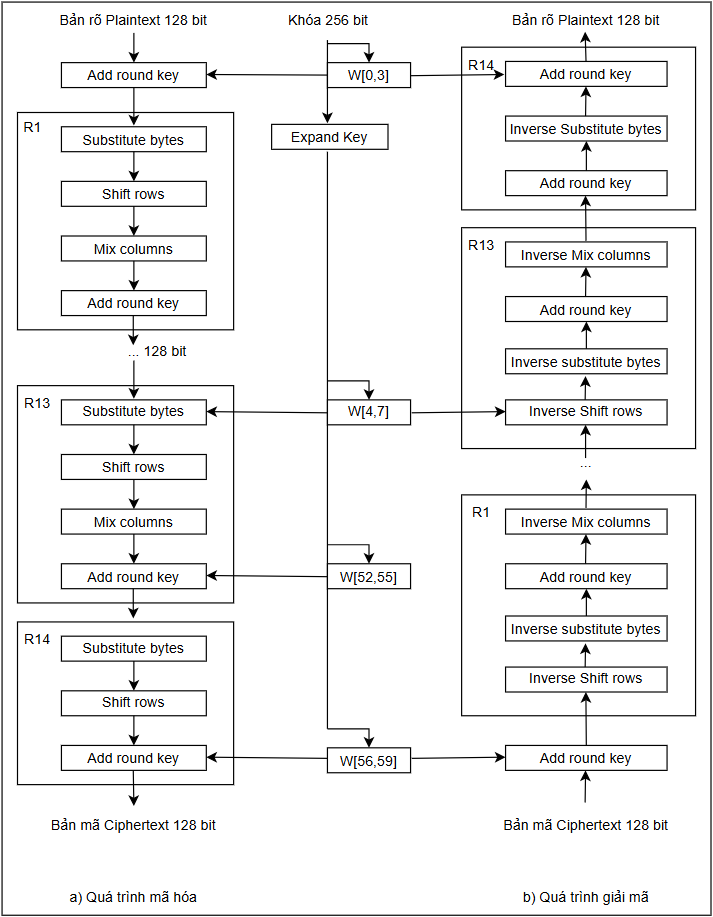 Bản rõ Plaintext 128 bit
Khóa 256 bit
Bản rõ Plaintext 128 bit
Add round key
W[0,3]
R14
Add round key
R1
Substitute bytes
Expand Key
Inverse Substitute bytes
Shift rows
Add round key
Mix columns
R13
Inverse Mix columns
Add round key
Add round key
... 128 bit
Inverse substitute bytes
R13
Substitute bytes
W[4,7]
Inverse Shift rows
Shift rows
...
Mix columns
R1
Inverse Mix columns
Add round key
W[52,55]
Add round key
R14
Substitute bytes
Inverse substitute bytes
Shift rows
Inverse Shift rows
Add round key
W[56,59]
Add round key
Bản mã Ciphertext 128 bit
Bản mã Ciphertext 128 bit
a) Quá trình mã hóa
b) Quá trình giải mã